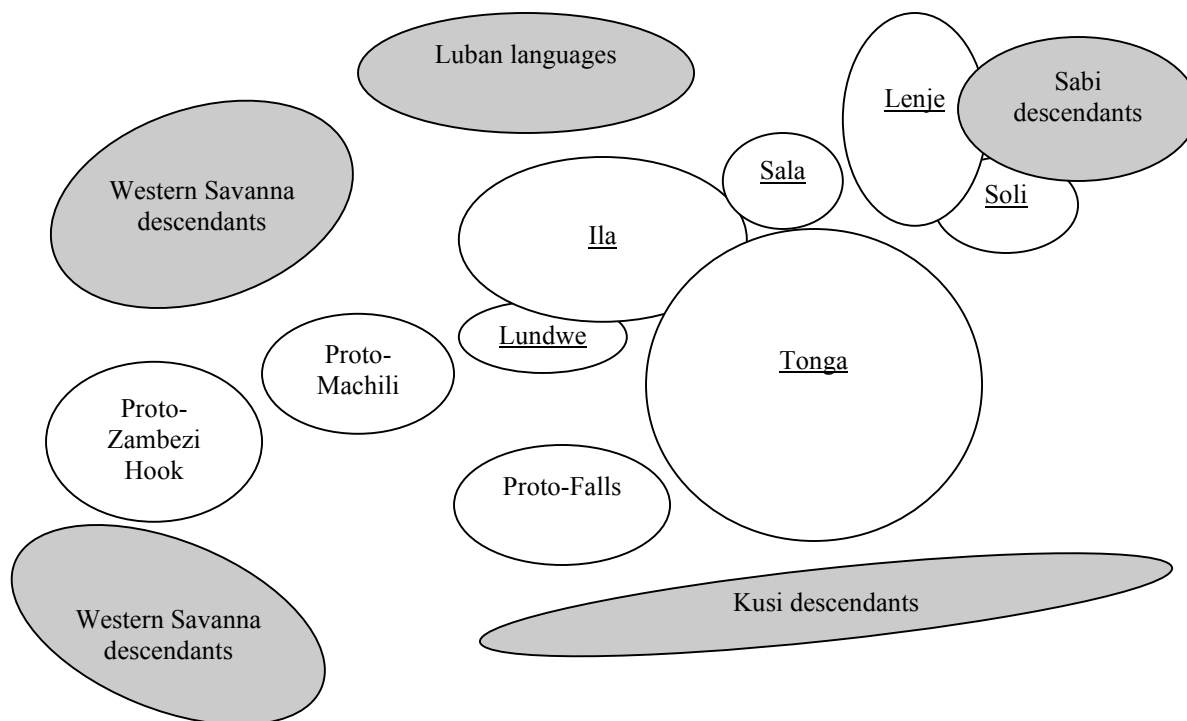 Luban languages
Lenje
Sabi
descendants
Western Savanna
descendants
Sala
Soli
Ila
Lundwe
Proto-
Machili
Tonga
Proto-
Zambezi
Hook
Proto-Falls
Western Savanna
descendants
Kusi descendants